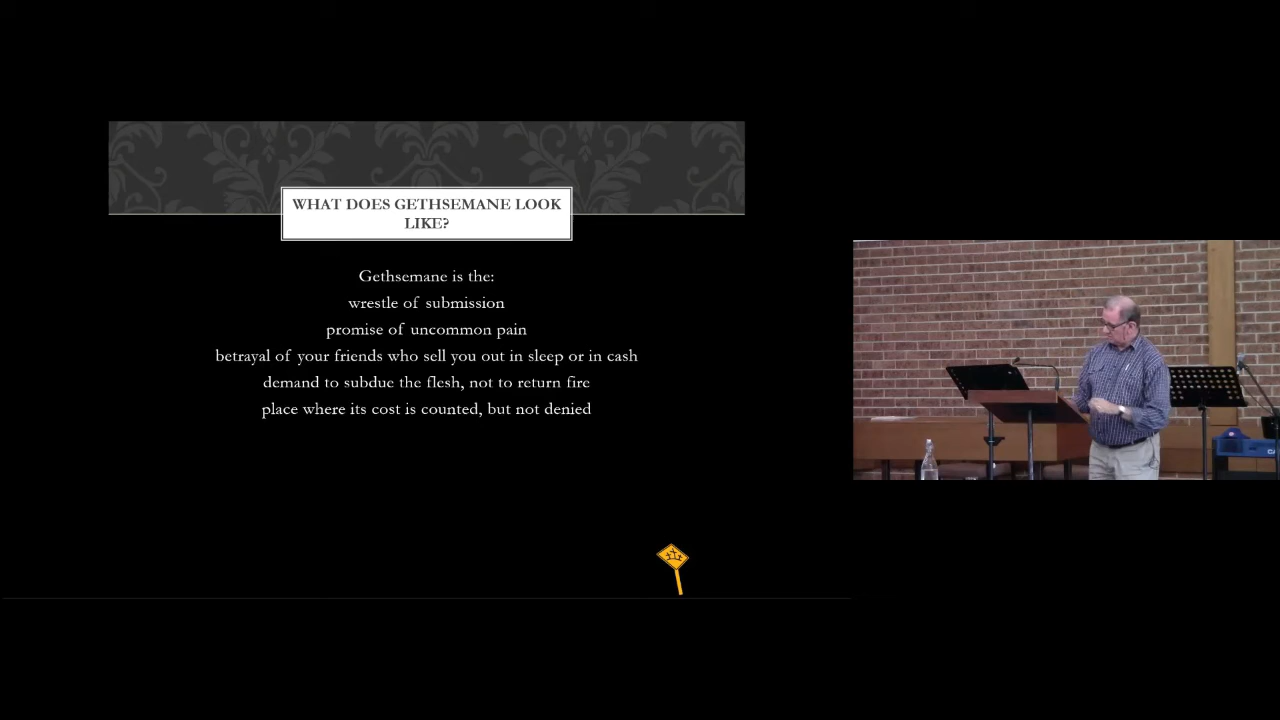 WHAT DOES GETHSEMANE LOOK
LIKE?
Gethsemane is the:
wrestle of submission
promise of uncommon pain
betrayal of your friends who sell you out in sleep or in cash
demand to subdue the flesh, not to return fire
place where its cost is counted, but not denied